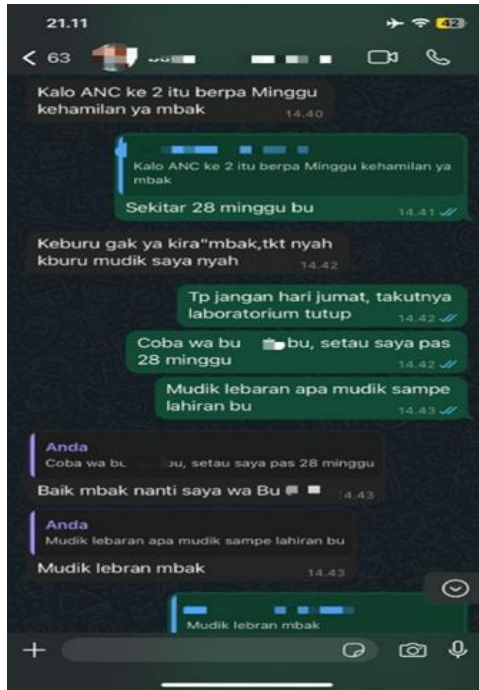 21.11
42
63
Kalo ANC ke 2 itu berpa Minggu
kehamilan ya mbak
14.40
Kalo ANC ke 2 itu berpa Minggu kehamilan ya
mbak
Sekitar 28 minggu bu
14.41
Keburu gak ya kira"mbak,tkt nyah
kburu mudik saya nyah
14.42
Tp jangan hari jumat, takutnya
laboratorium tutup
14.42
Coba wa bu bu, setau saya pas
28 minggu
14.42
Mudik lebaran apa mudik sampe
lahiran bu
14.43
Anda
Coba wa bu, setau saya pas 28 minggu
Baik mbak nanti saya wa Bu
14.43
Anda
Mudik lebaran apa mudik sampe lahiran bu
Mudik lebran mbak
14.43
Mudik lebran mbak